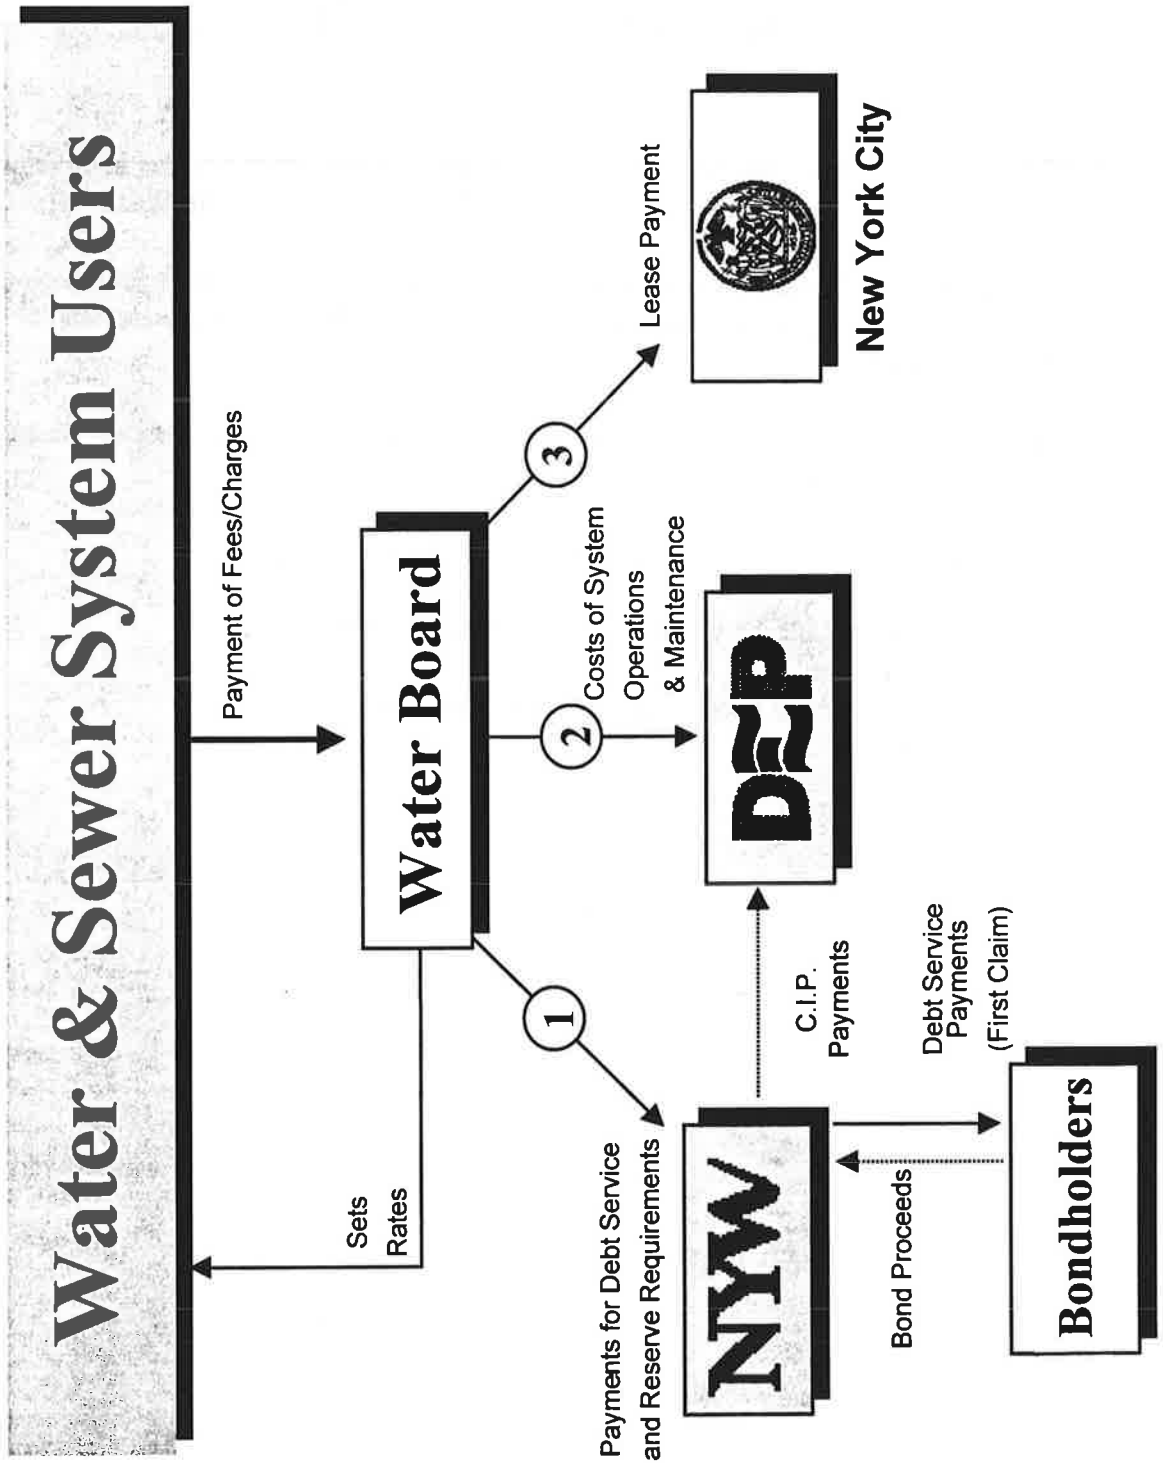 Water & Sewer System Users
Payment of Fees/Charges
Sets
Rates
Water Board
1
2
3
Payments for Debt Service
and Reserve Requirements
Costs of System
Operations
& Maintenance
Lease Payment
NYW
C.I.P.
Payments
DEP
New York City
Bond Proceeds
Debt Service
Payments
(First Claim)
Bondholders